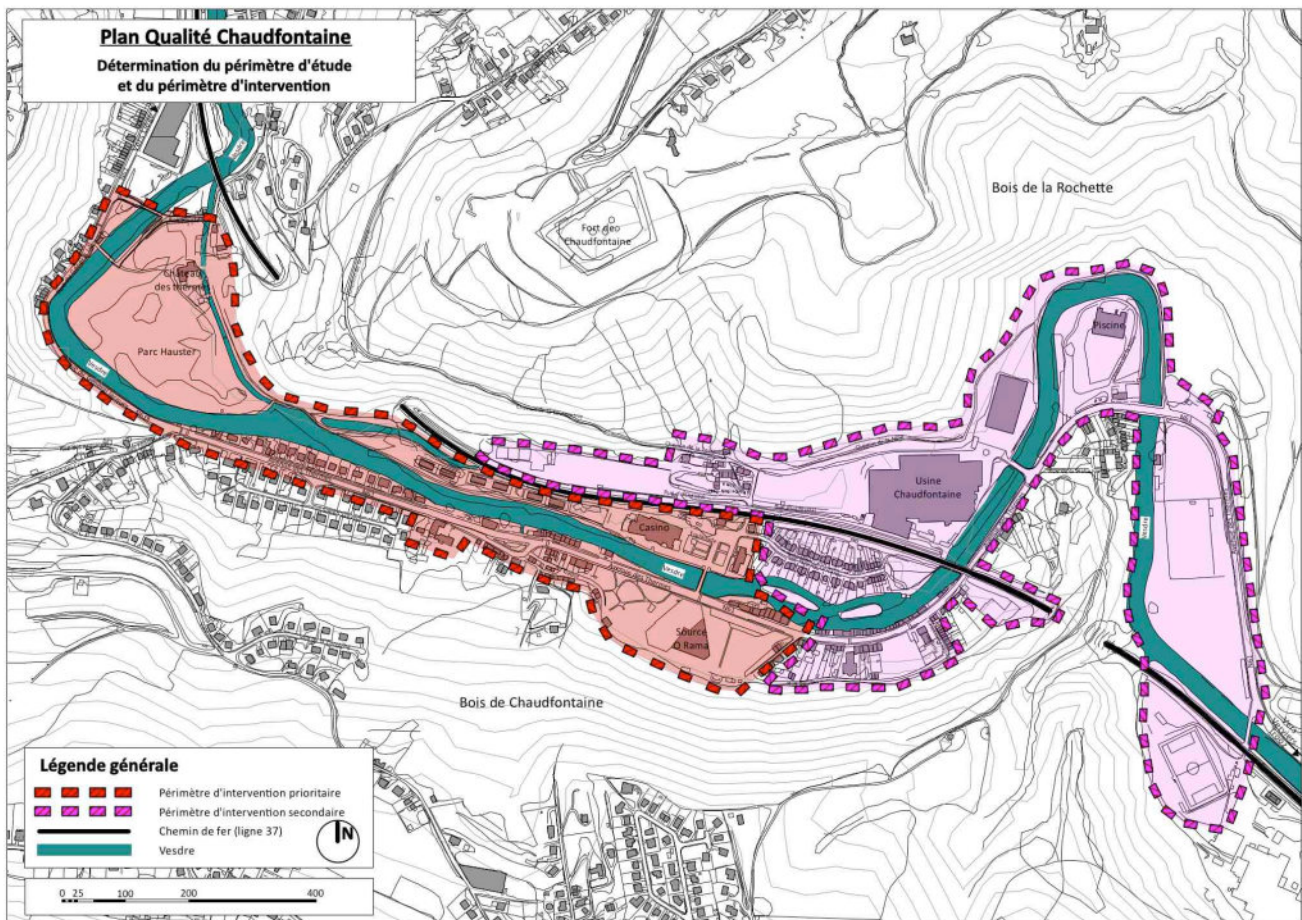 Plan Qualité Chaudfontaine
Détermination du périmètre d'étude
et du périmètre d'intervention
Vesdre
Bois de la Rochette
Fort de
Chaudfontaine
Château
des thermes
Piscine
Parc Hauster
Vesdre
Usine
Chaudfontaine
Casino
Vesdre
Vesdre
Source
O Rama
Bois de Chaudfontaine
Légende générale
Périmètre d'intervention prioritaire
Périmètre d'intervention secondaire
Chemin de fer (ligne 37)
N
Vesdre
0 25 100 200 400